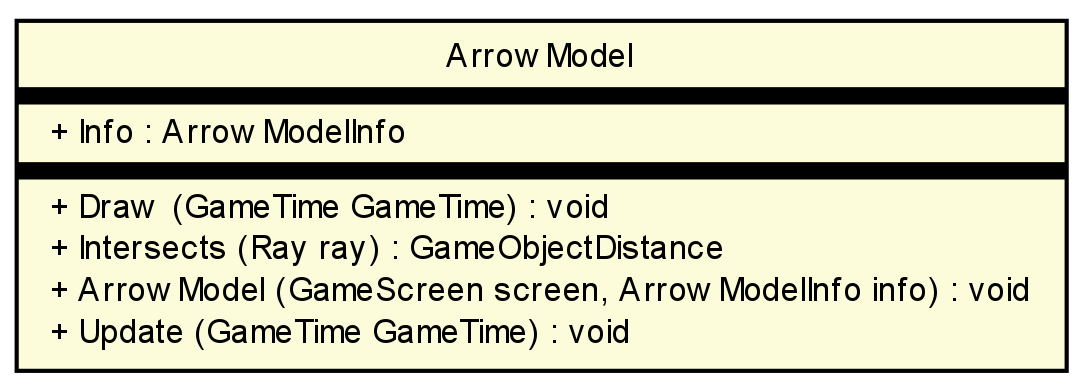 Arrow Model
+ Info : Arrow ModelInfo
+ Draw (GameTime GameTime) : void
+ Intersects (Ray ray) : GameObjectDistance
+ Arrow Model (GameScreen screen, Arrow ModelInfo info) : void
+ Update (GameTime GameTime) : void